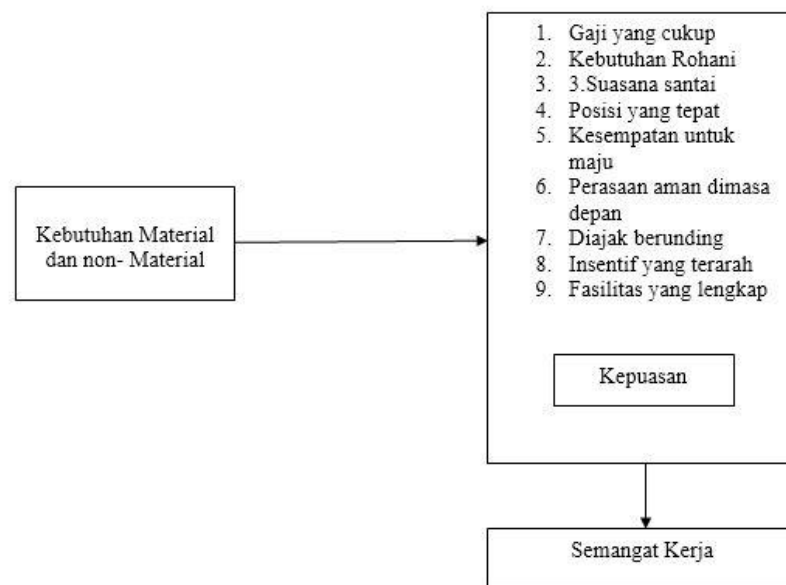 1. Gaji yang cukup
2. Kebutuhan Rohani
3. 3.Suasana santai
4. Posisi yang tepat
5. Kesempatan untuk
maju
6. Perasaan aman dimasa
depan
7. Diajak berunding
8. Insentif yang terarah
9. Fasilitas yang lengkap
Kebutuhan Material
dan non- Material
Kepuasan
Semangat Kerja